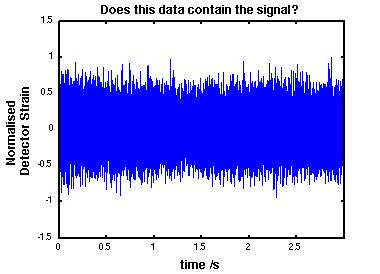 Does this data contain the signal?
1.5
1
0.5
0
-0.5
-1
-1.5
Normalised
Detector Strain
0 0.5 1 1.5 2 2.5
time /s